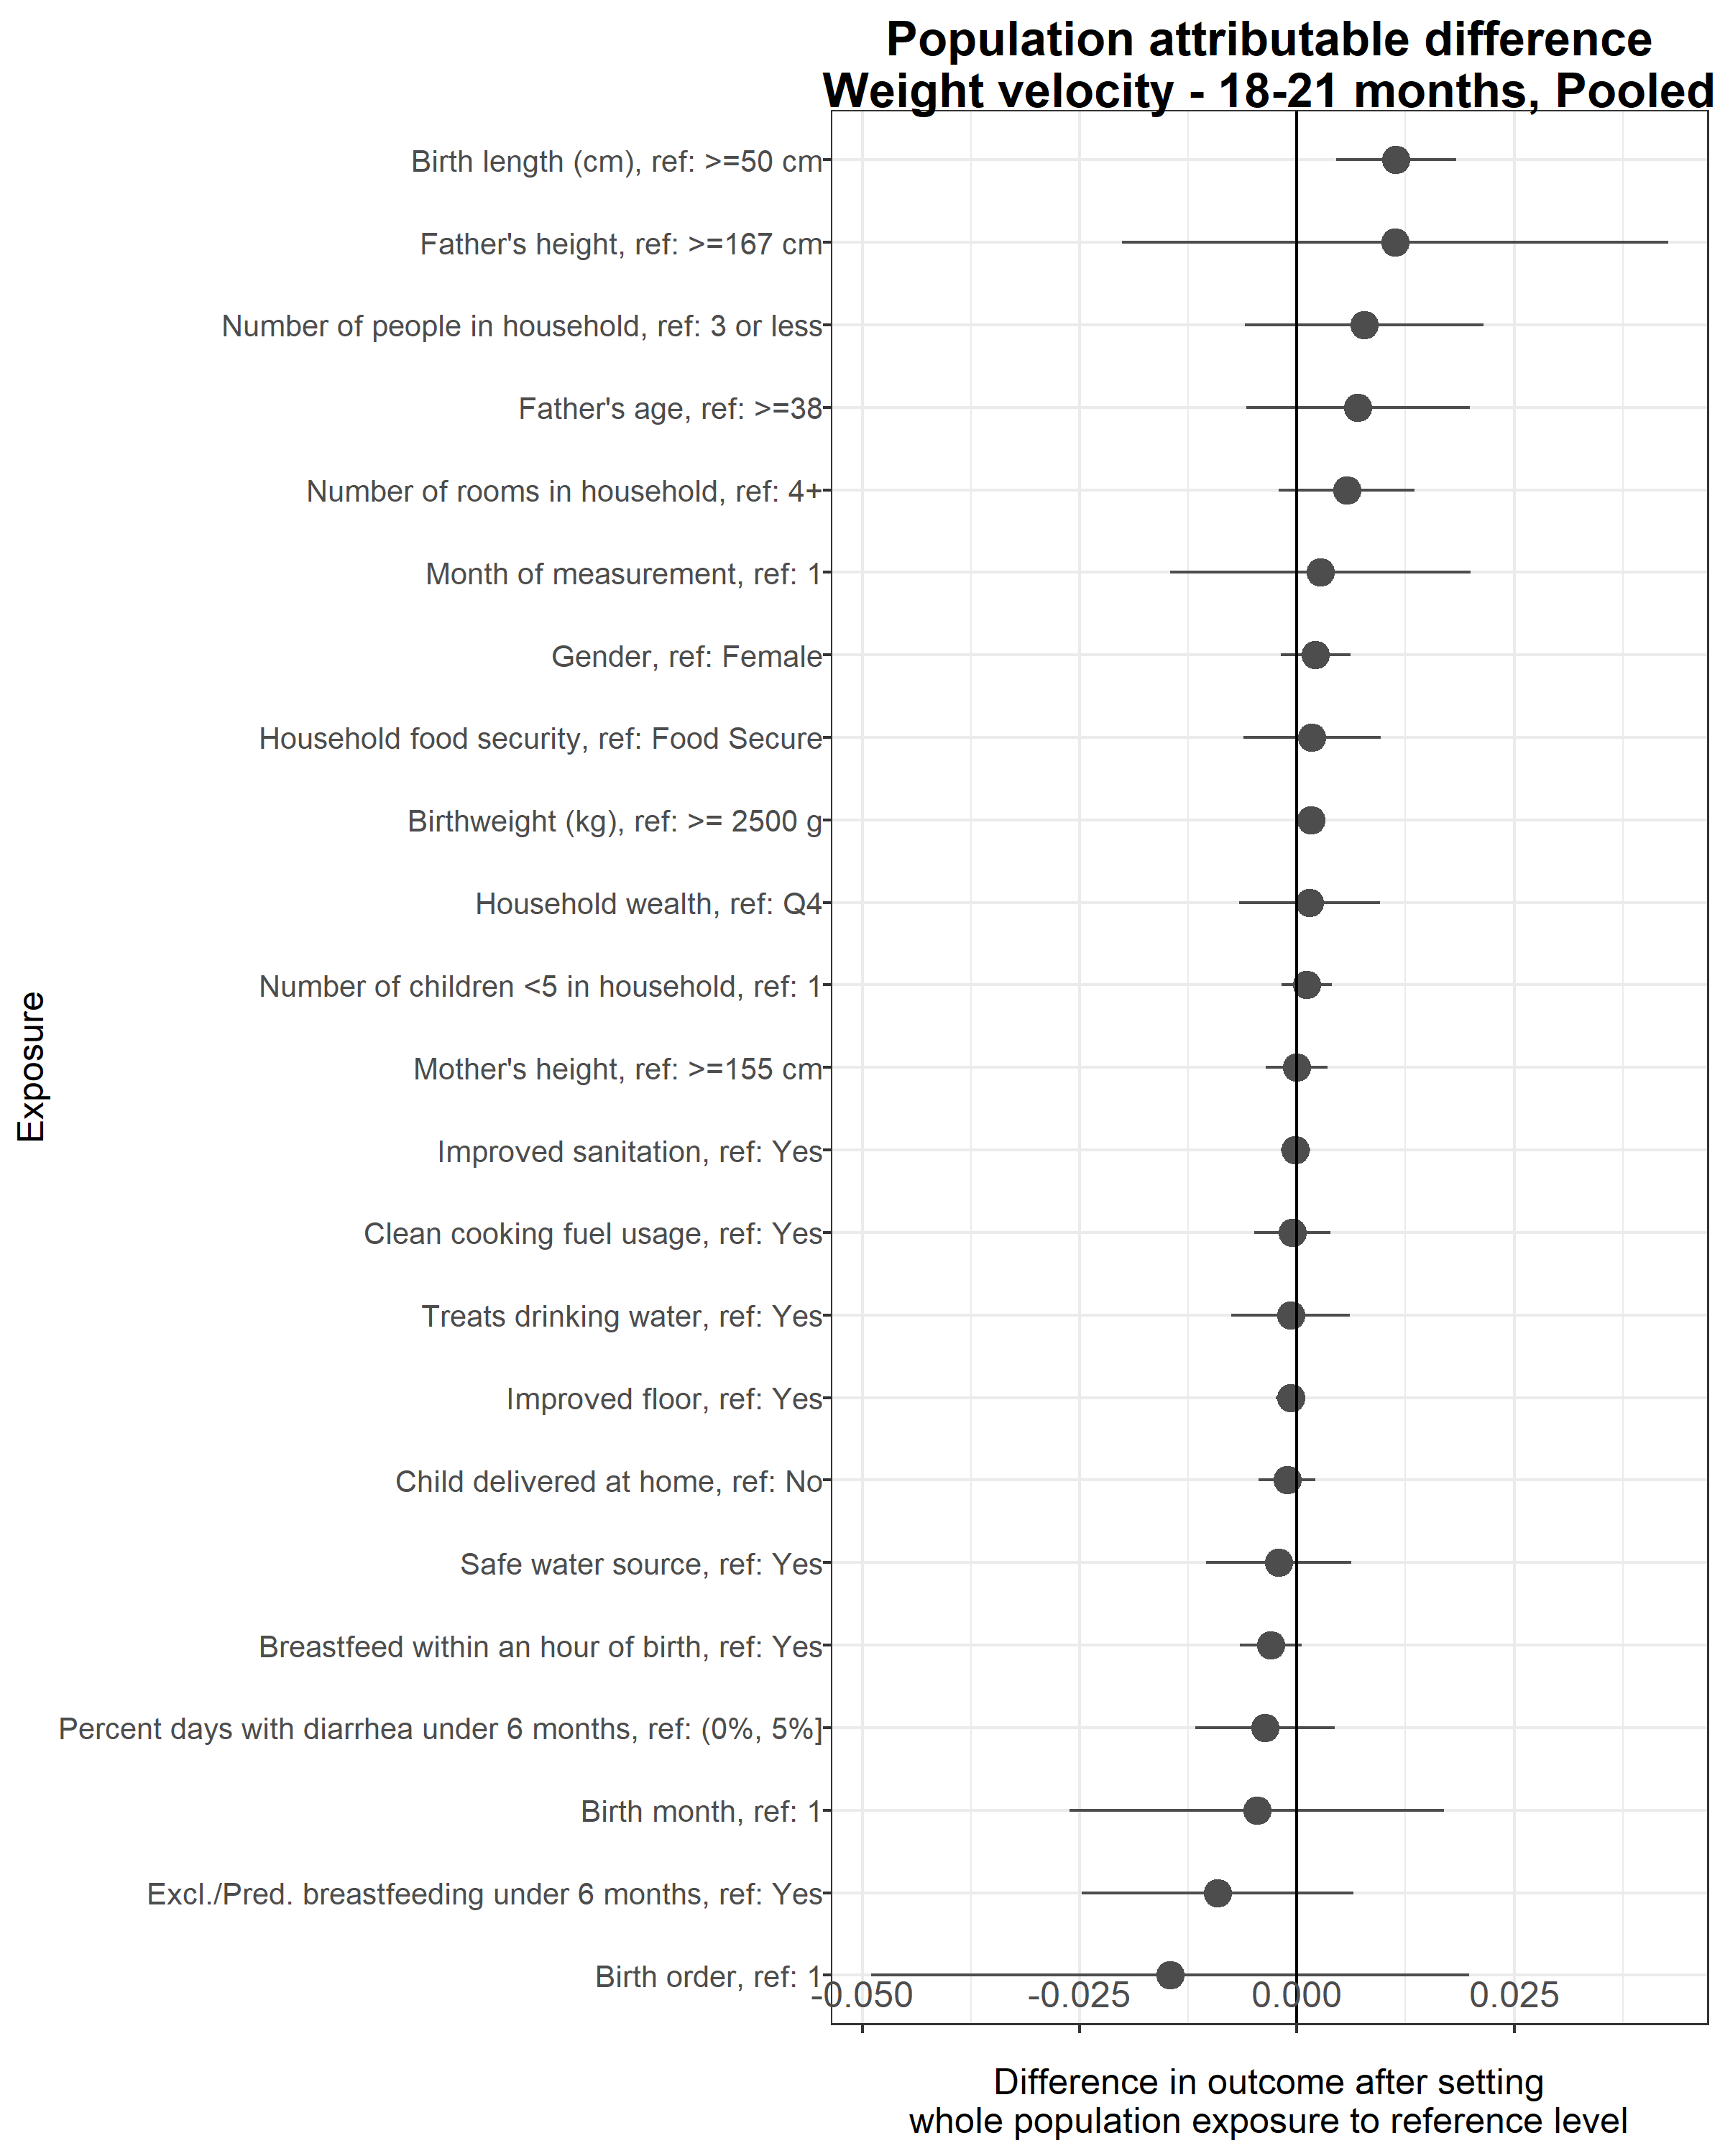 Population attributable difference
Weight velocity - 18-21 months, Pooled
Birth length (cm), ref: >=50 cm
Father's height, ref: >=167 cm
Number of people in household, ref: 3 or less
Father's age, ref: >=38
Number of rooms in household, ref: 4+
Month of measurement, ref: 1
Gender, ref: Female
Household food security, ref: Food Secure
Birthweight (kg), ref: >= 2500 g
Household wealth, ref: Q4
Number of children <5 in household, ref: 1
Mother's height, ref: >=155 cm
Improved sanitation, ref: Yes
Clean cooking fuel usage, ref: Yes
Treats drinking water, ref: Yes
Improved floor, ref: Yes
Child delivered at home, ref: No
Safe water source, ref: Yes
Breastfeed within an hour of birth, ref: Yes
Percent days with diarrhea under 6 months, ref: (0%, 5%]
Birth month, ref: 1
Excl./Pred. breastfeeding under 6 months, ref: Yes
Birth order, ref: 1
Exposure
-0.050 -0.025 0.000 0.025
Difference in outcome after setting
whole population exposure to reference level